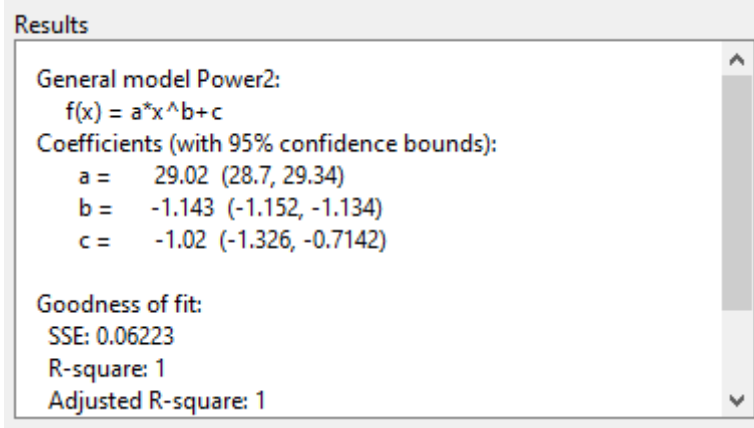 Results
General model Power2:
f(x) = a*x^b+c
Coefficients (with 95% confidence bounds):
a = 29.02 (28.7, 29.34)
b = -1.143 (-1.152, -1.134)
c = -1.02 (-1.326, -0.7142)
Goodness of fit:
SSE: 0.06223
R-square: 1
Adjusted R-square: 1